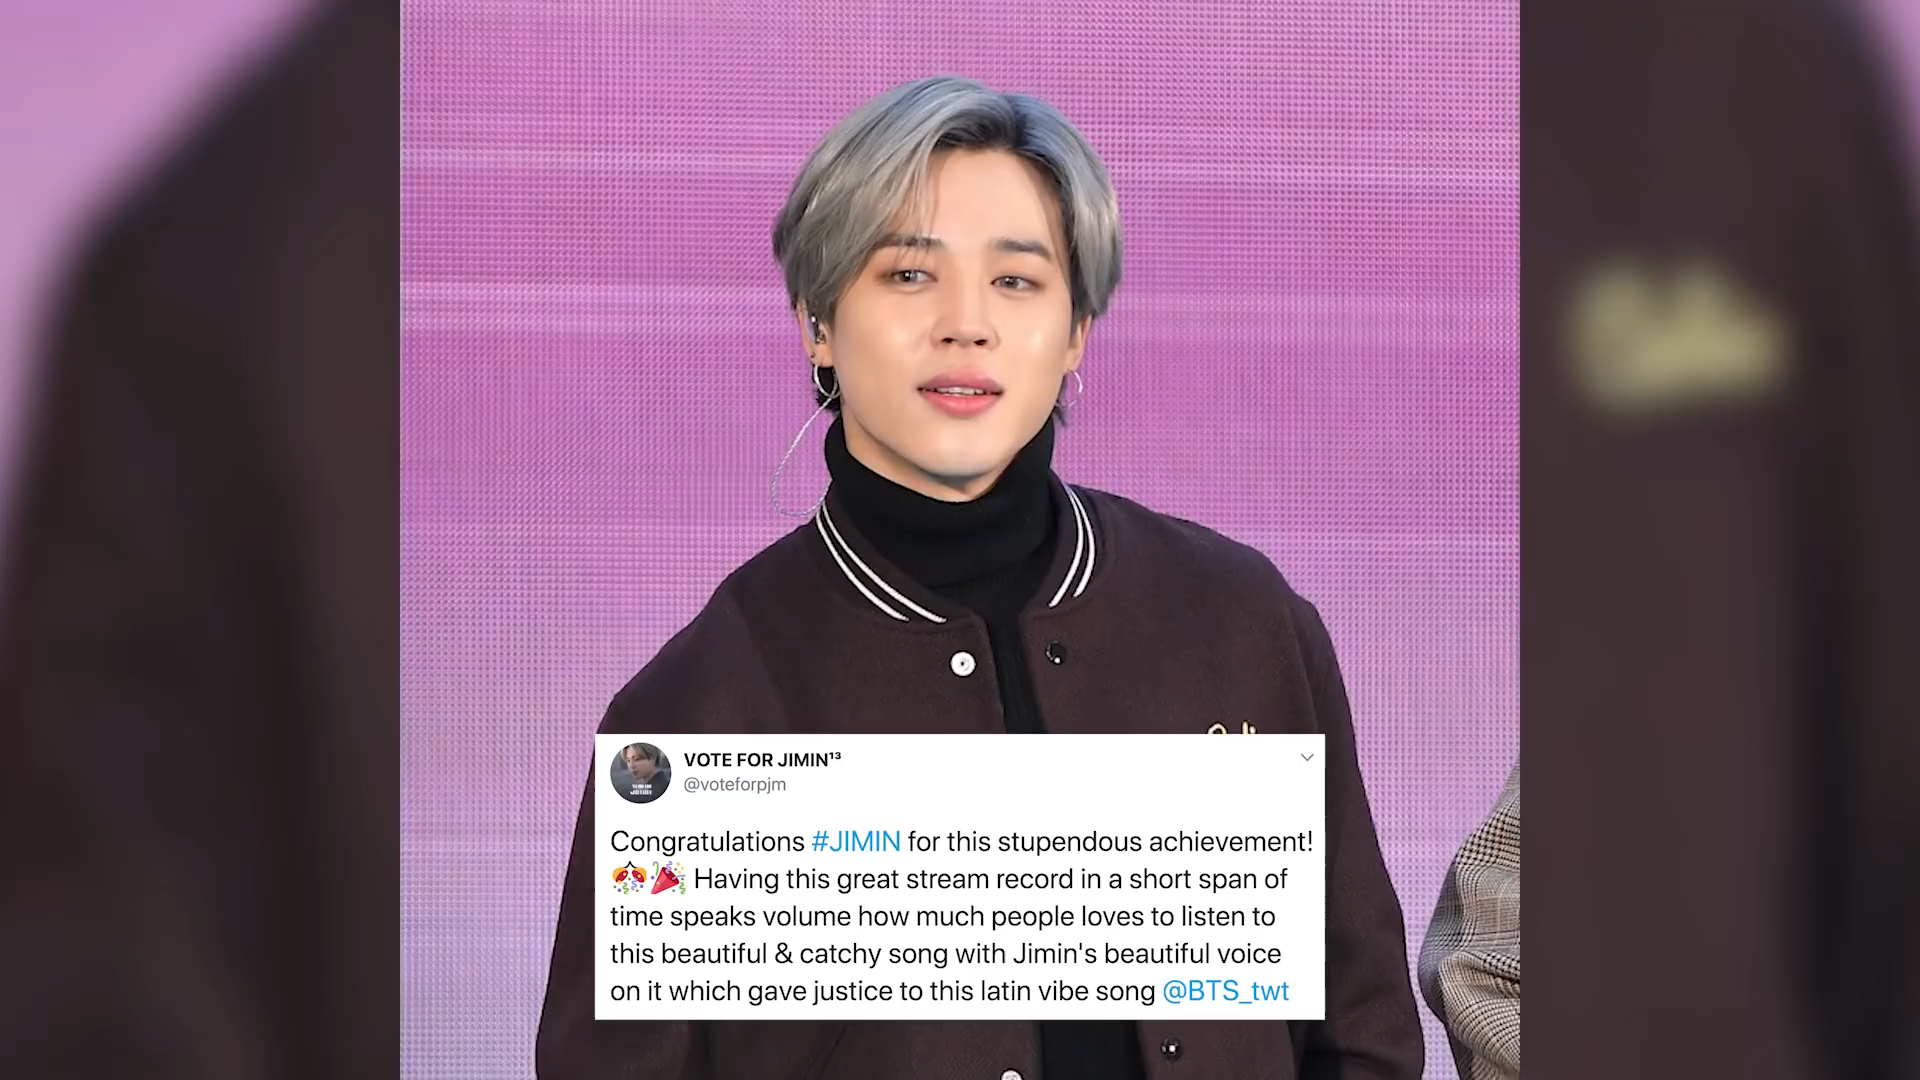 VOTE FOR JIMIN¹³
@voteforpjm
Congratulations #JIMIN for this stupendous achievement!
🎊🎉 Having this great stream record in a short span of
time speaks volume how much people loves to listen to
this beautiful & catchy song with Jimin's beautiful voice
on it which gave justice to this latin vibe song @BTS_twt